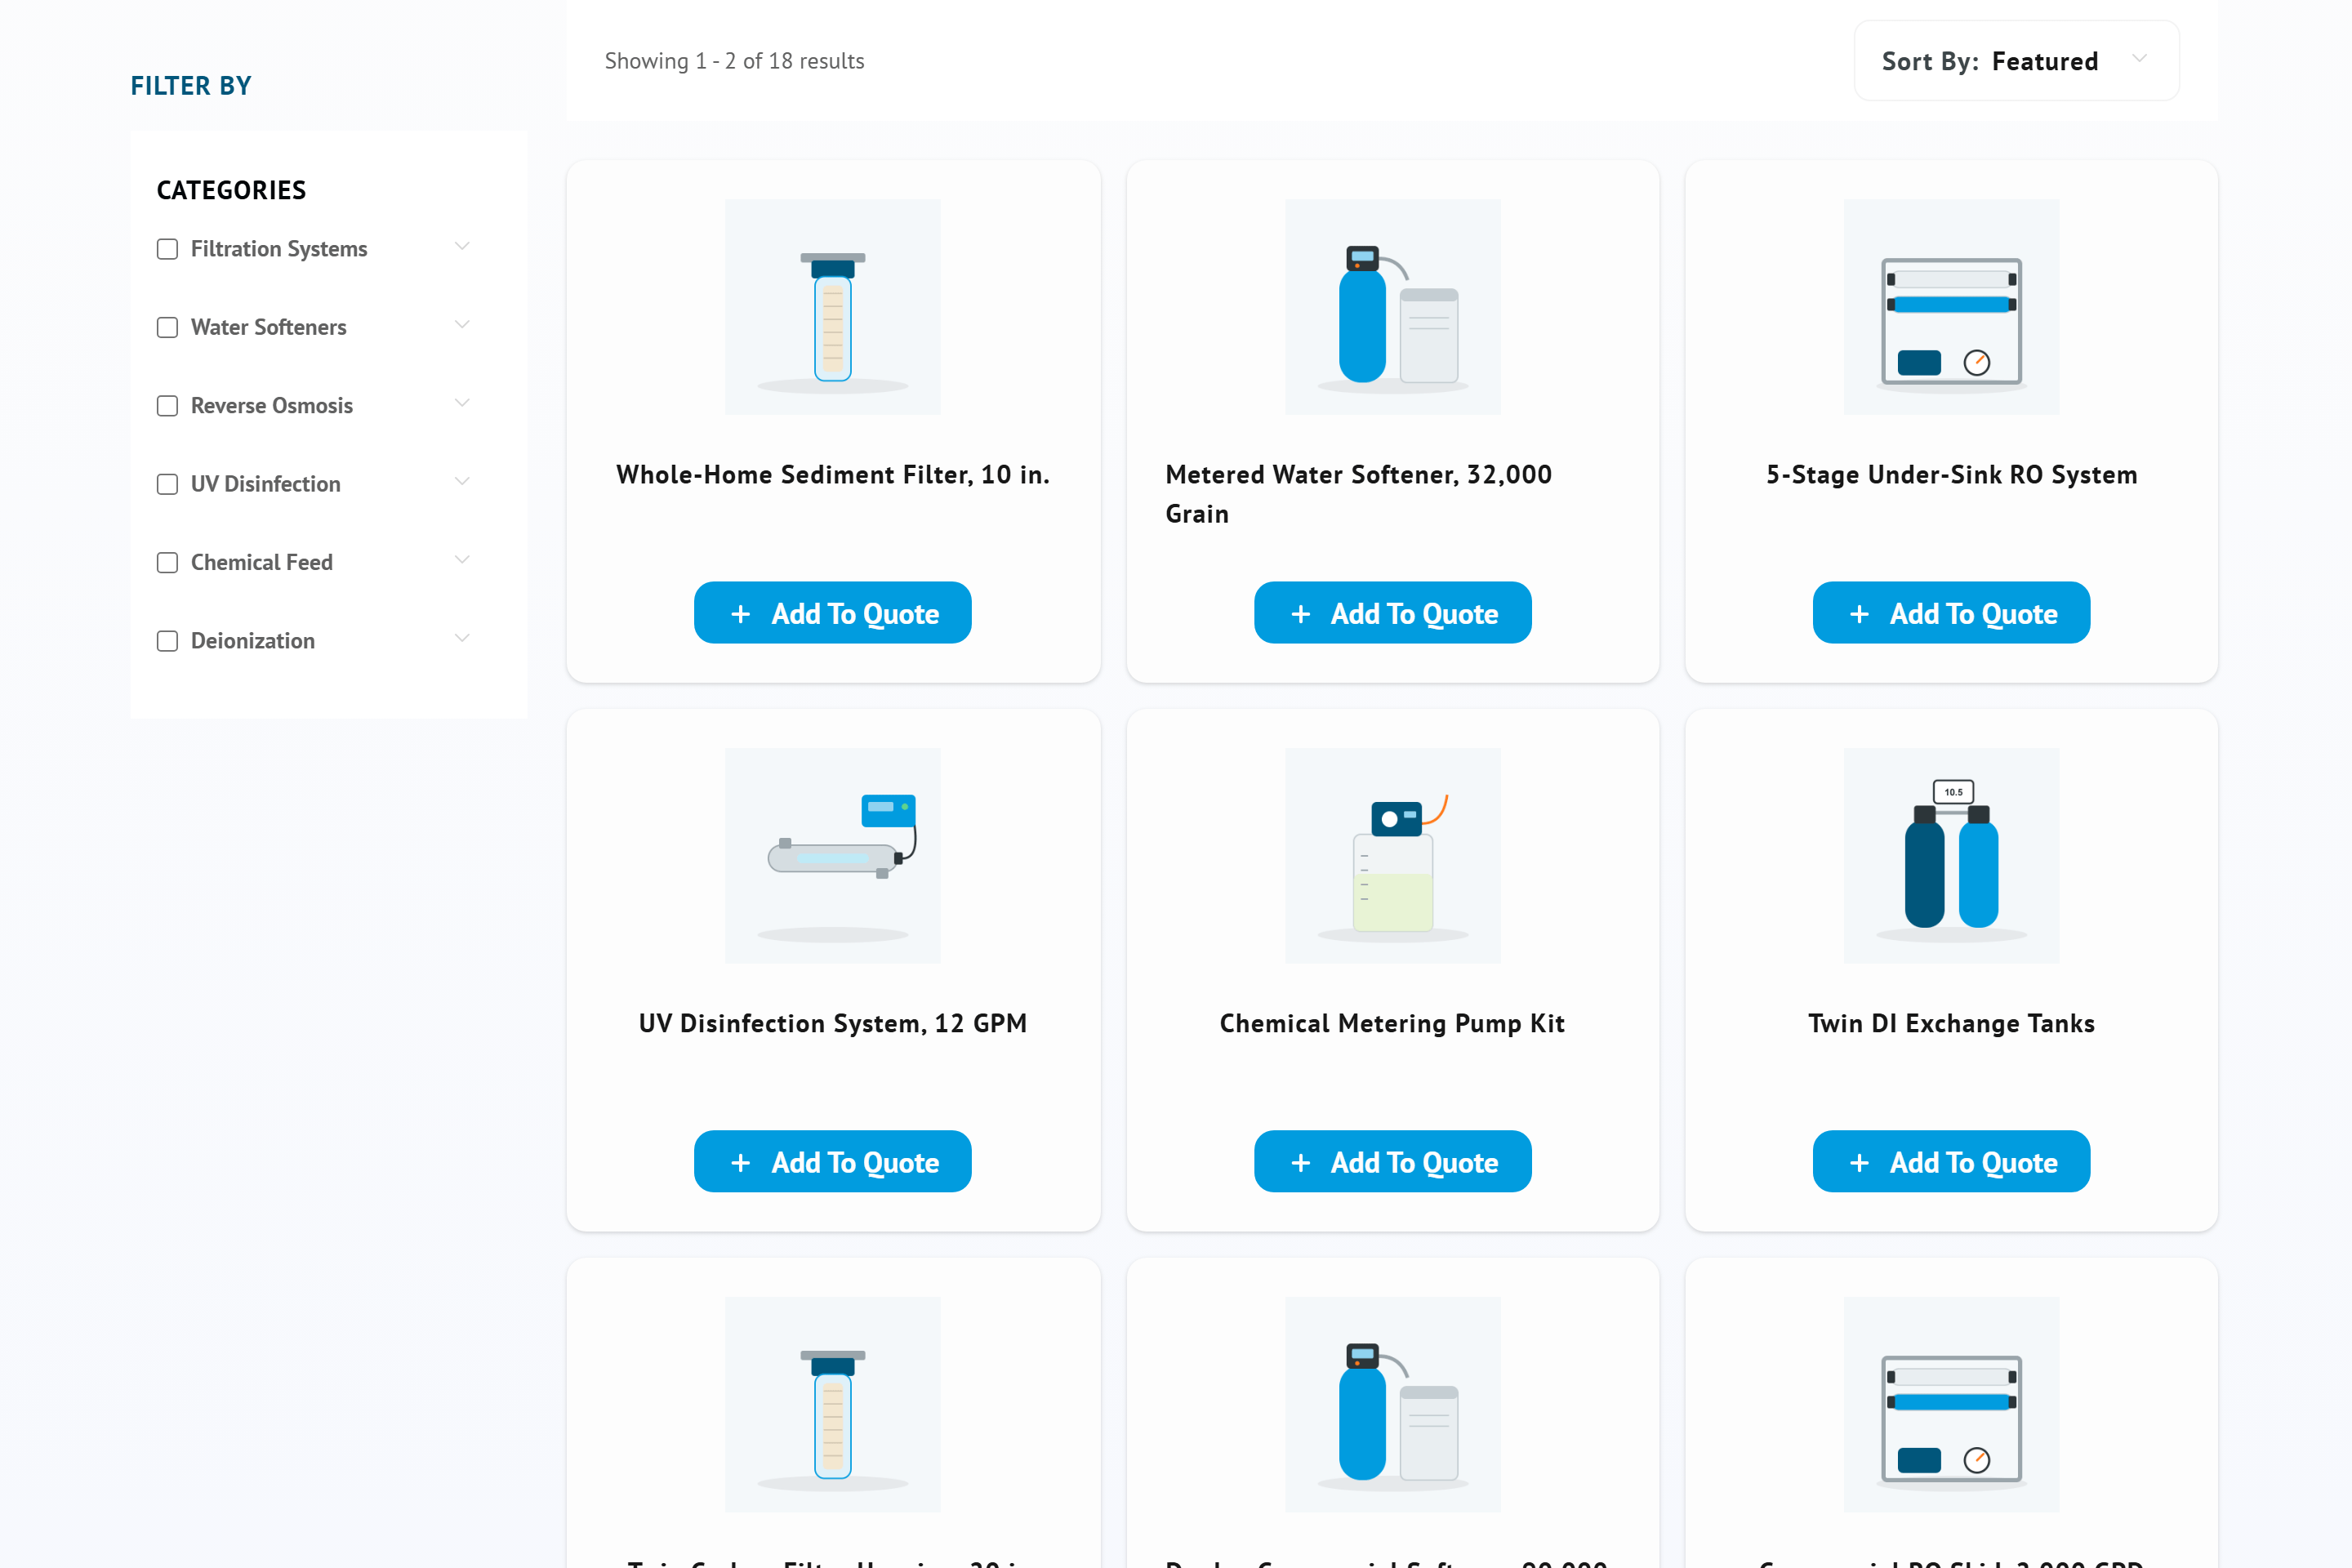 Showing 1 - 2 of 18 results
Sort By: Featured
FILTER BY
CATEGORIES
Filtration Systems
Water Softeners
Reverse Osmosis
UV Disinfection
Chemical Feed
Deionization
Whole-Home Sediment Filter, 10 in.
Metered Water Softener, 32,000
Grain
5-Stage Under-Sink RO System
+ Add To Quote
+ Add To Quote
+ Add To Quote
10.5
UV Disinfection System, 12 GPM
Chemical Metering Pump Kit
Twin DI Exchange Tanks
+ Add To Quote
+ Add To Quote
+ Add To Quote